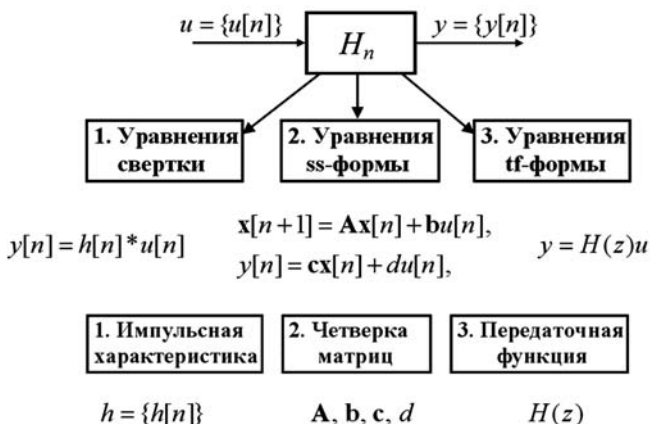 u = {u[n]}
Hₙ
y = {y[n]}
1. Уравнения
свертки
2. Уравнения
ss-формы
3. Уравнения
tf-формы
y[n] = h[n]*u[n]
x[n+1] = Ax[n] + bu[n],
y[n] = cx[n] + du[n],
y = H(z)u
1. Импульсная
характеристика
2. Четверка
матриц
3. Передаточная
функция
h = {h[n]}
A, b, c, d
H(z)